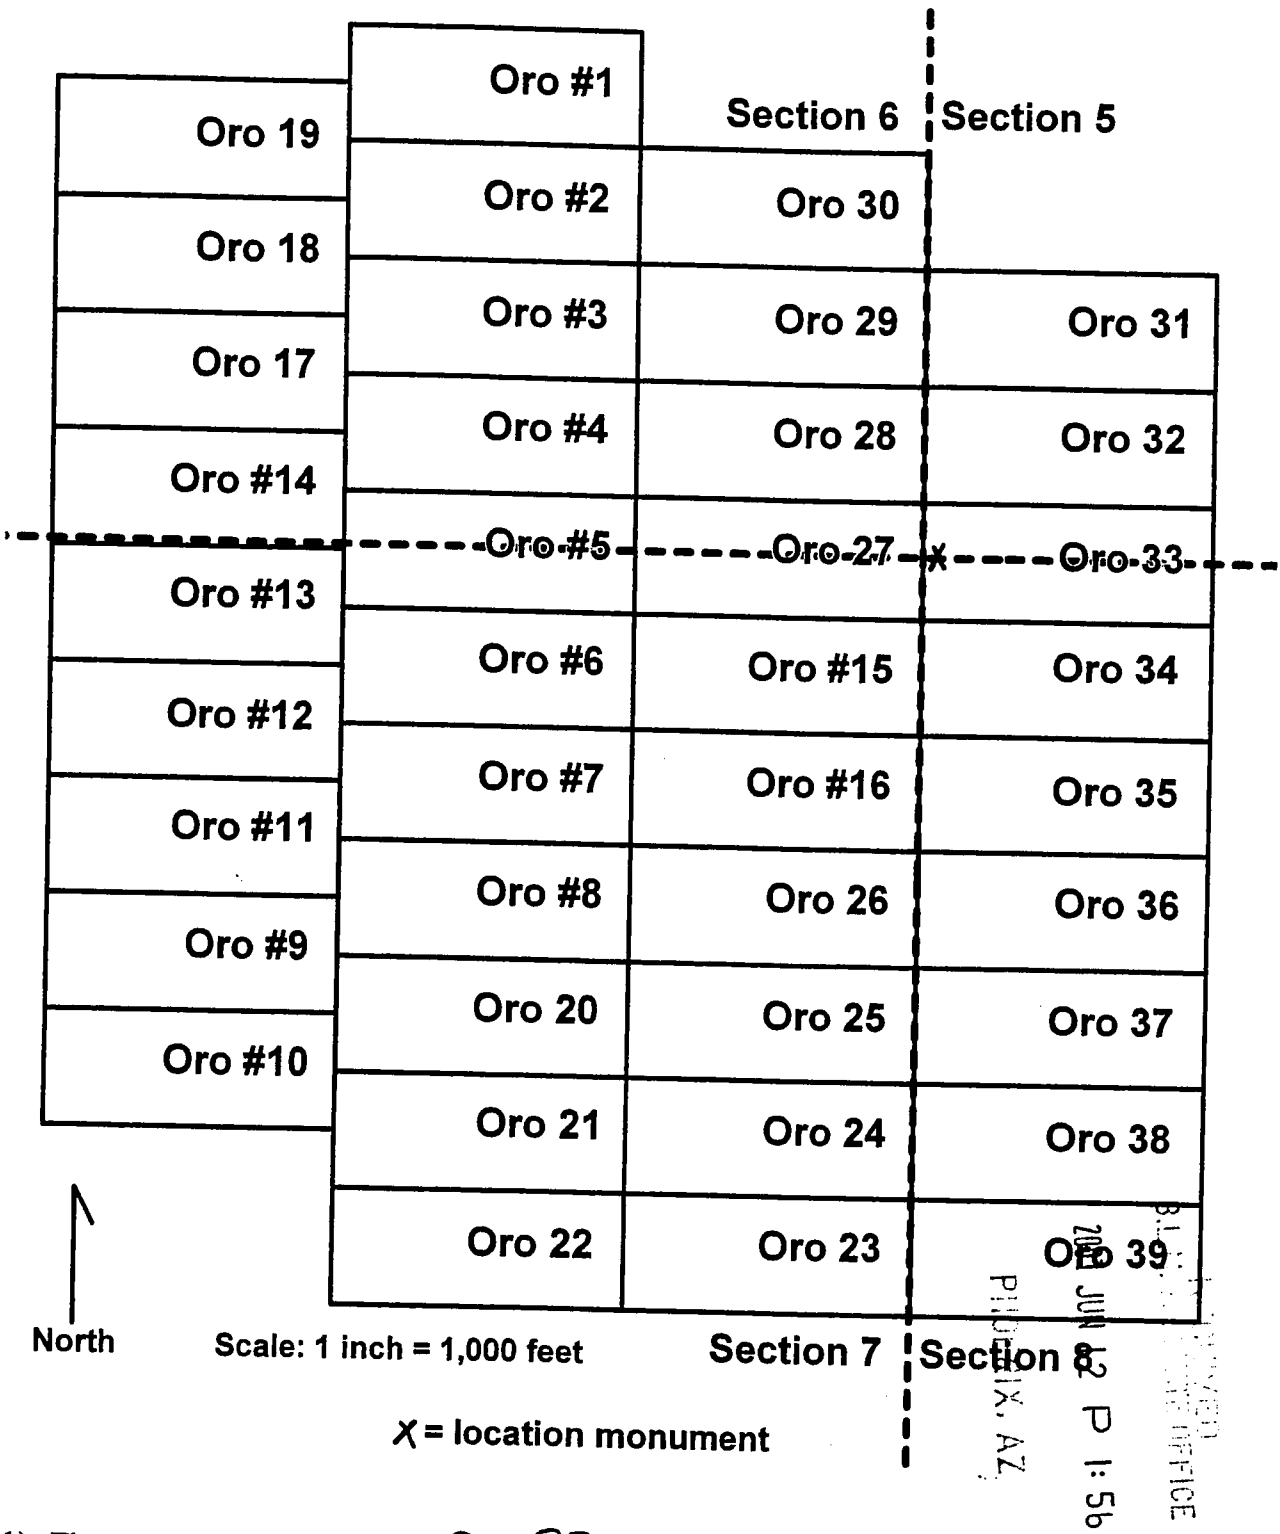 Oro #1
Section 6 Section 5
Oro 19
Oro #2
Oro 30
Oro 18
Oro #3
Oro 29
Oro 31
Oro 17
Oro #4
Oro 28
Oro 32
Oro #14
Oro #5
Oro 27
X
Oro 33
Oro #13
Oro #6
Oro #15
Oro 34
Oro #12
Oro #7
Oro #16
Oro 35
Oro #11
Oro #8
Oro 26
Oro 36
Oro #9
Oro 20
Oro 25
Oro 37
Oro #10
Oro 21
Oro 24
Oro 38
Oro 22
Oro 23
Oro 39
North
Scale: 1 inch = 1,000 feet
Section 7 Section 8
X = location monument
OFFICE
JUN 12 P 1:56
PHOENIX, AZ